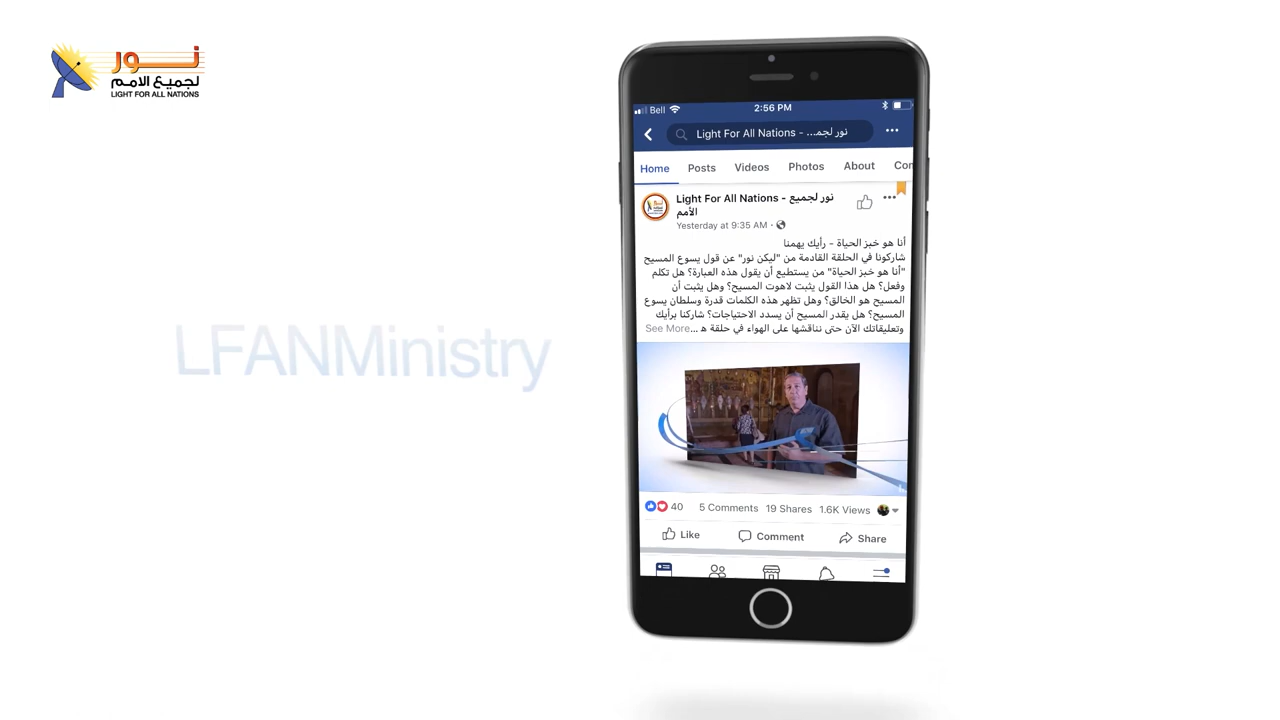 نور
لجميع الامم
LIGHT FOR ALL NATIONS
LFANMinistry
Bell 2:56 PM
Light For All Nations - ...نور لجمي
Home Posts Videos Photos About Con
Light For All Nations - نور لجميع
الأمم
Yesterday at 9:35 AM ·
أنا هو خبز الحياة - رأيك يهمنا
شاركونا في الحلقة القادمة من "ليكن نور" عن قول يسوع المسيح
"أنا هو خبز الحياة" من يستطيع أن يقول هذه العبارة؟ هل تكلم
وفعل؟ هل هذا القول يثبت لاهوت المسيح؟ وهل يثبت أن
المسيح هو الخالق؟ وهل تظهر هذه الكلمات قدرة وسلطان يسوع
المسيح؟ هل يقدر المسيح أن يسدد الاحتياجات؟ شاركنا برأيك
وتعليقاتك الآن حتى نناقشها على الهواء في حلقة ه ... See More
40 5 Comments 19 Shares 1.6K Views
Like Comment Share